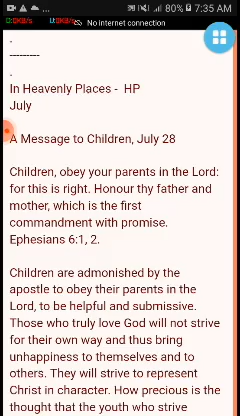 0:0KB/s U:0KB/s ... 80% 7:35 AM
No internet connection
.
---------
.
In Heavenly Places - HP
July
A Message to Children, July 28
Children, obey your parents in the Lord:
for this is right. Honour thy father and
mother, which is the first
commandment with promise.
Ephesians 6:1, 2.
Children are admonished by the
apostle to obey their parents in the
Lord, to be helpful and submissive.
Those who truly love God will not strive
for their own way and thus bring
unhappiness to themselves and to
others. They will strive to represent
Christ in character. How precious is the
thought that the youth who strive